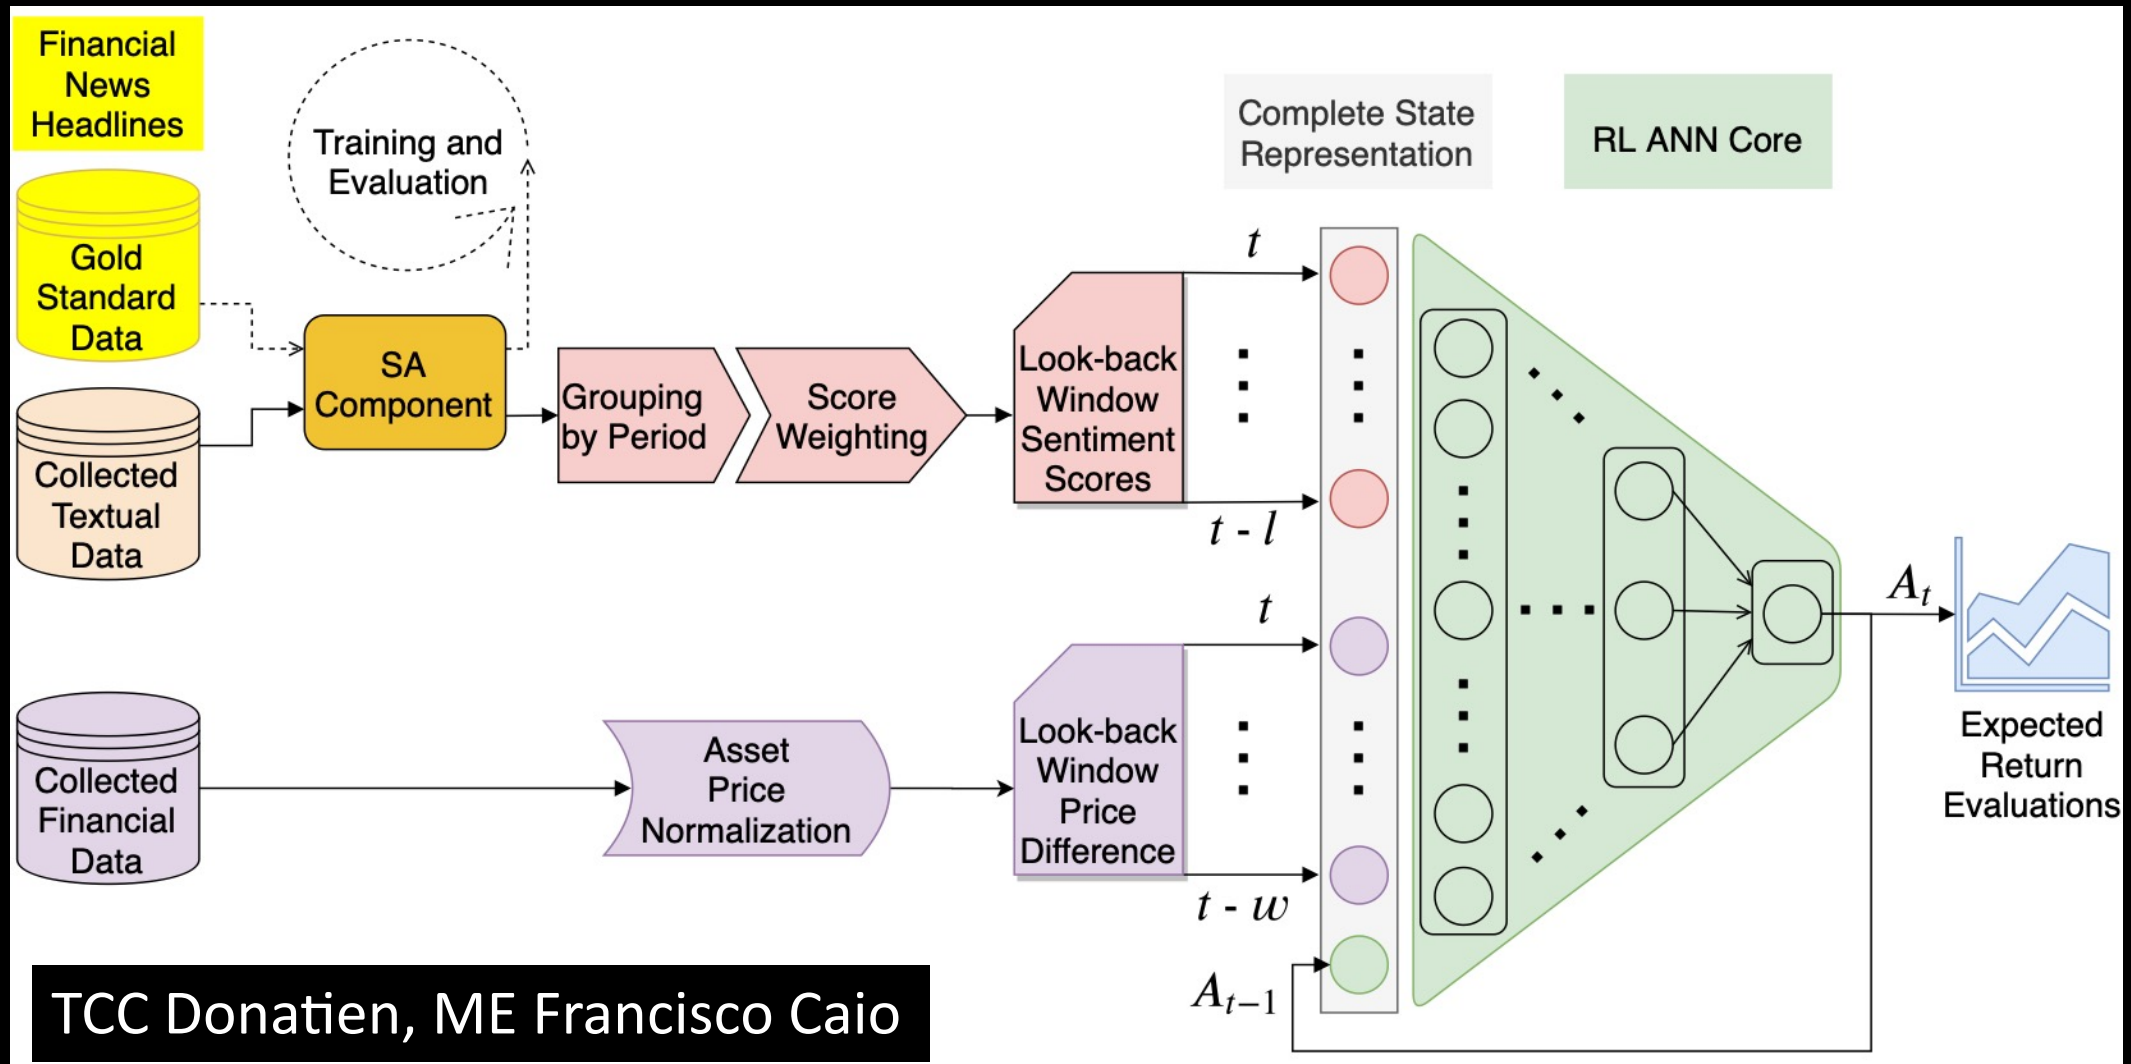 Financial
News
Headlines
Gold
Standard
Data
Collected
Textual
Data
Collected
Financial
Data
Training and
Evaluation
SA
Component
Grouping
by Period
Score
Weighting
Asset
Price
Normalization
Look-back
Window
Sentiment
Scores
Look-back
Window
Price
Difference
t
t - l
t
t - w
A_{t-1}
Complete State
Representation
RL ANN Core
A_t
Expected
Return
Evaluations
TCC Donatien, ME Francisco Caio